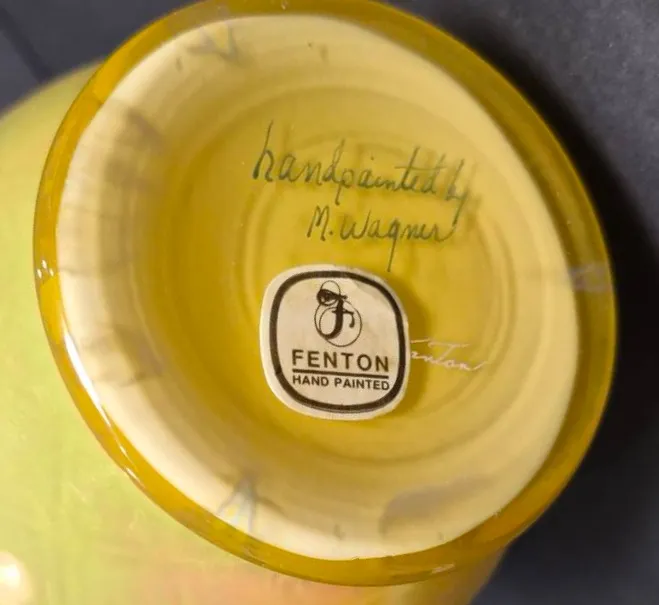 handpainted by
M. Wagner
F
FENTON
HAND PAINTED